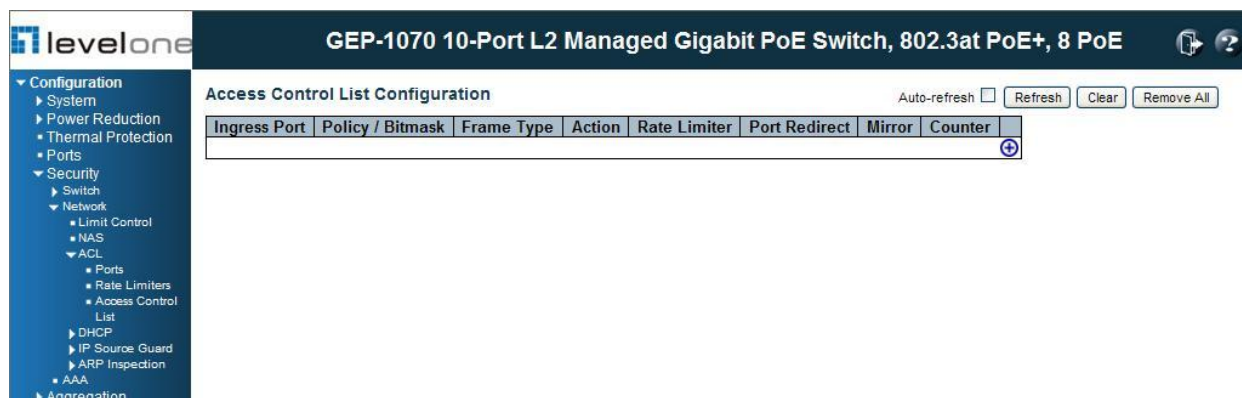 levelone
GEP-1070 10-Port L2 Managed Gigabit PoE Switch, 802.3at PoE+, 8 PoE
?
Configuration
System
Power Reduction
Thermal Protection
Ports
Security
Switch
Network
Limit Control
NAS
ACL
Ports
Rate Limiters
Access Control
List
DHCP
IP Source Guard
ARP Inspection
AAA
Aggregation
Access Control List Configuration
Auto-refresh Refresh Clear Remove All
Ingress Port Policy / Bitmask Frame Type Action Rate Limiter Port Redirect Mirror Counter